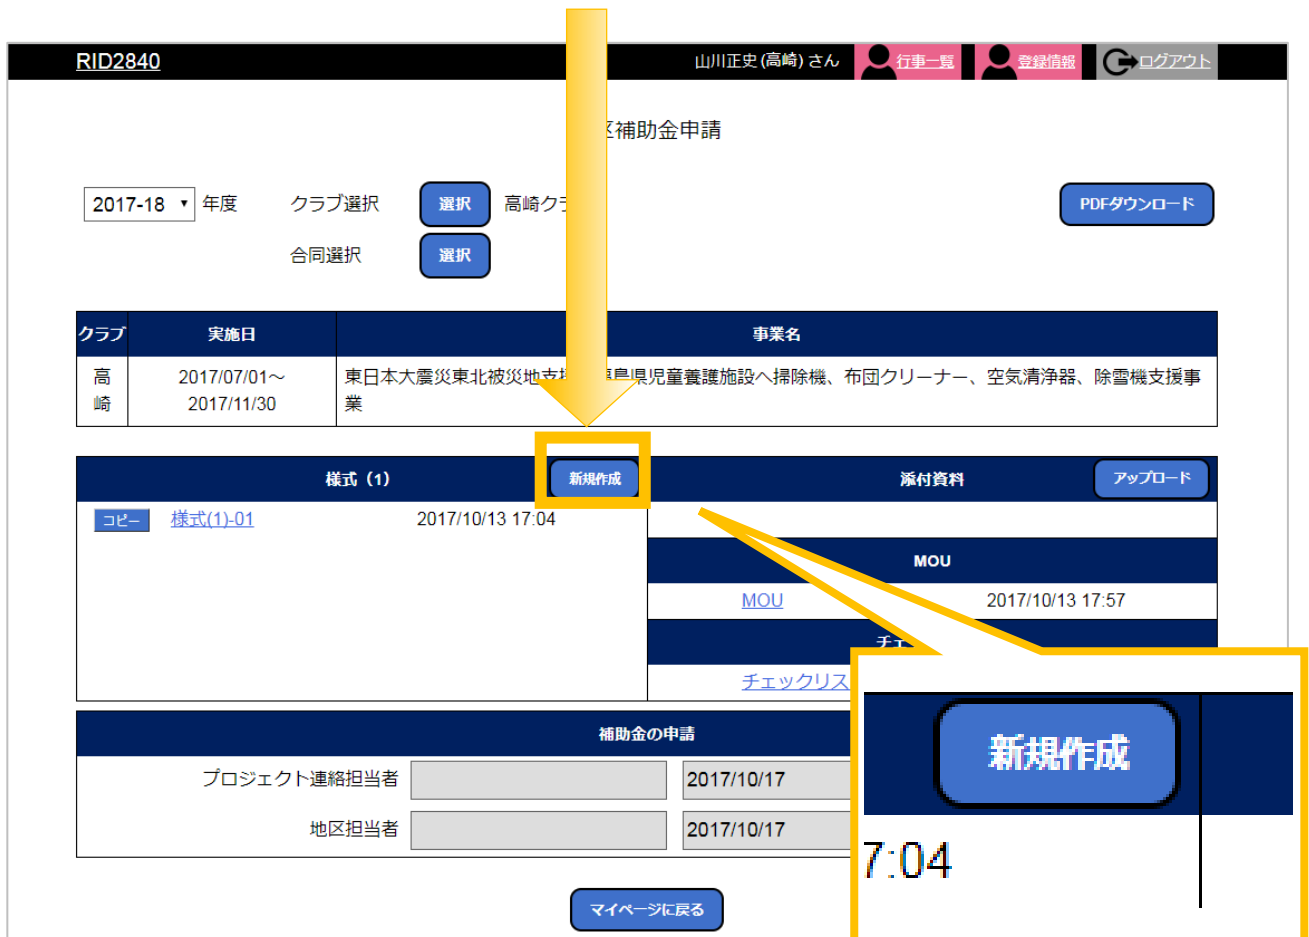 RID2840 山川正史(高崎) さん 行事一覧 登録情報 ログアウト
区補助金申請
2017-18 年度 クラブ選択 選択 高崎ク PDFダウンロード
合同選択 選択
クラブ 実施日 事業名
高崎 2017/07/01～ 東日本大震災東北被災地支 島県児童養護施設へ掃除機、布団クリーナー、空気清浄器、除雪機支援事
2017/11/30 業
様式（1） 新規作成 添付資料 アップロード
コピー 様式(1)-01 2017/10/13 17:04
MOU
MOU 2017/10/13 17:57
チェ
チェックリス
補助金の申請
プロジェクト連絡担当者 2017/10/17
地区担当者 2017/10/17
マイページに戻る
新規作成
7:04